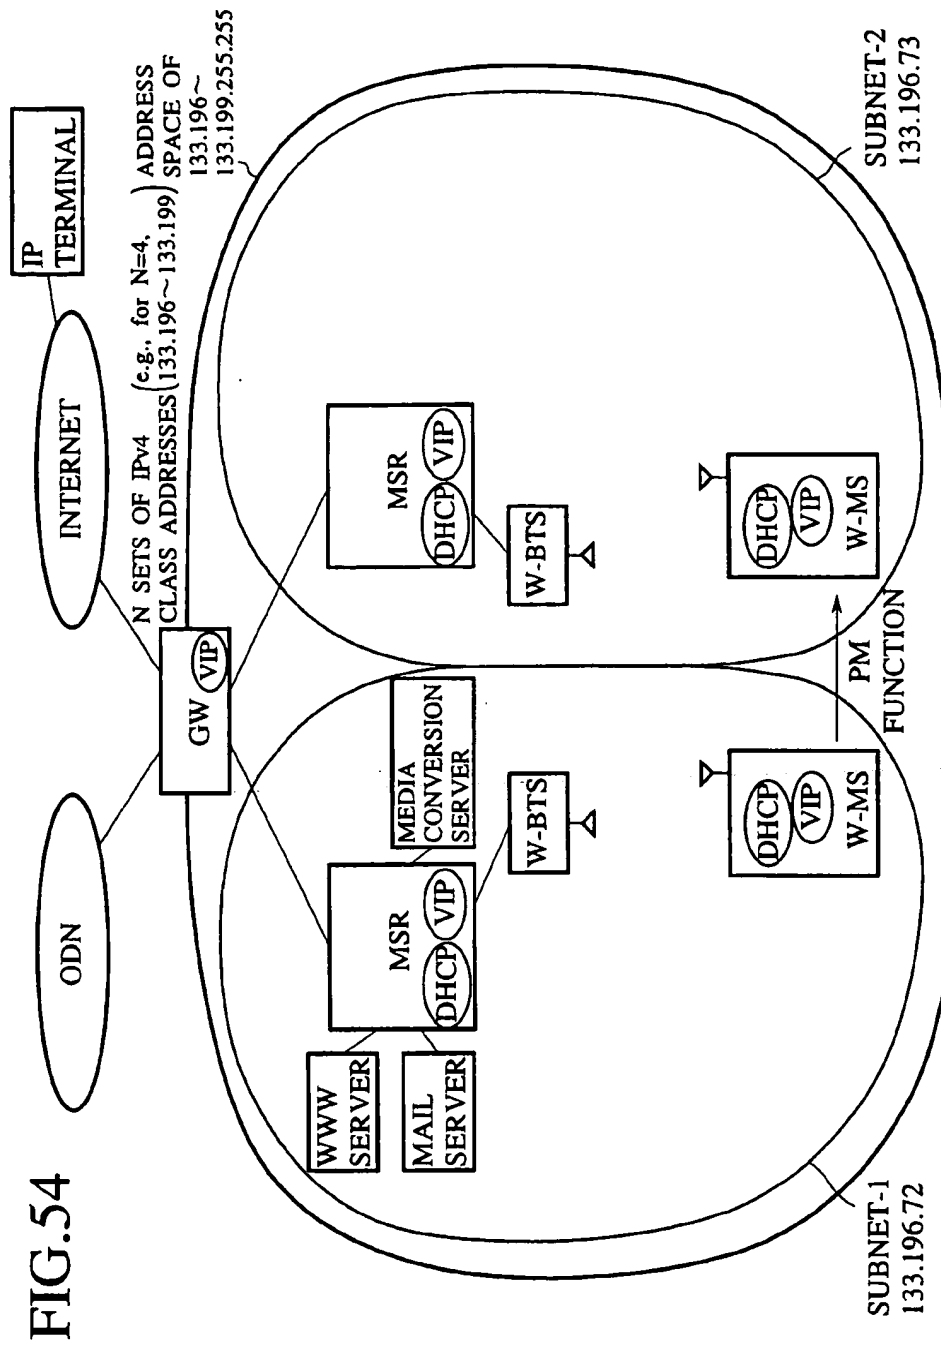 FIG.54
ODN
INTERNET
IP
TERMINAL
GW
VIP
N SETS OF IPv4
CLASS ADDRESSES
(e.g., for N=4,
133.196~133.199)
ADDRESS
SPACE OF
133.196~
133.199.255.255
WWW
SERVER
MAIL
SERVER
MSR
DHCP
VIP
MEDIA
CONVERSION
SERVER
W-BTS
MSR
DHCP
VIP
W-BTS
DHCP
VIP
W-MS
PM
FUNCTION
DHCP
VIP
W-MS
SUBNET-1
133.196.72
SUBNET-2
133.196.73